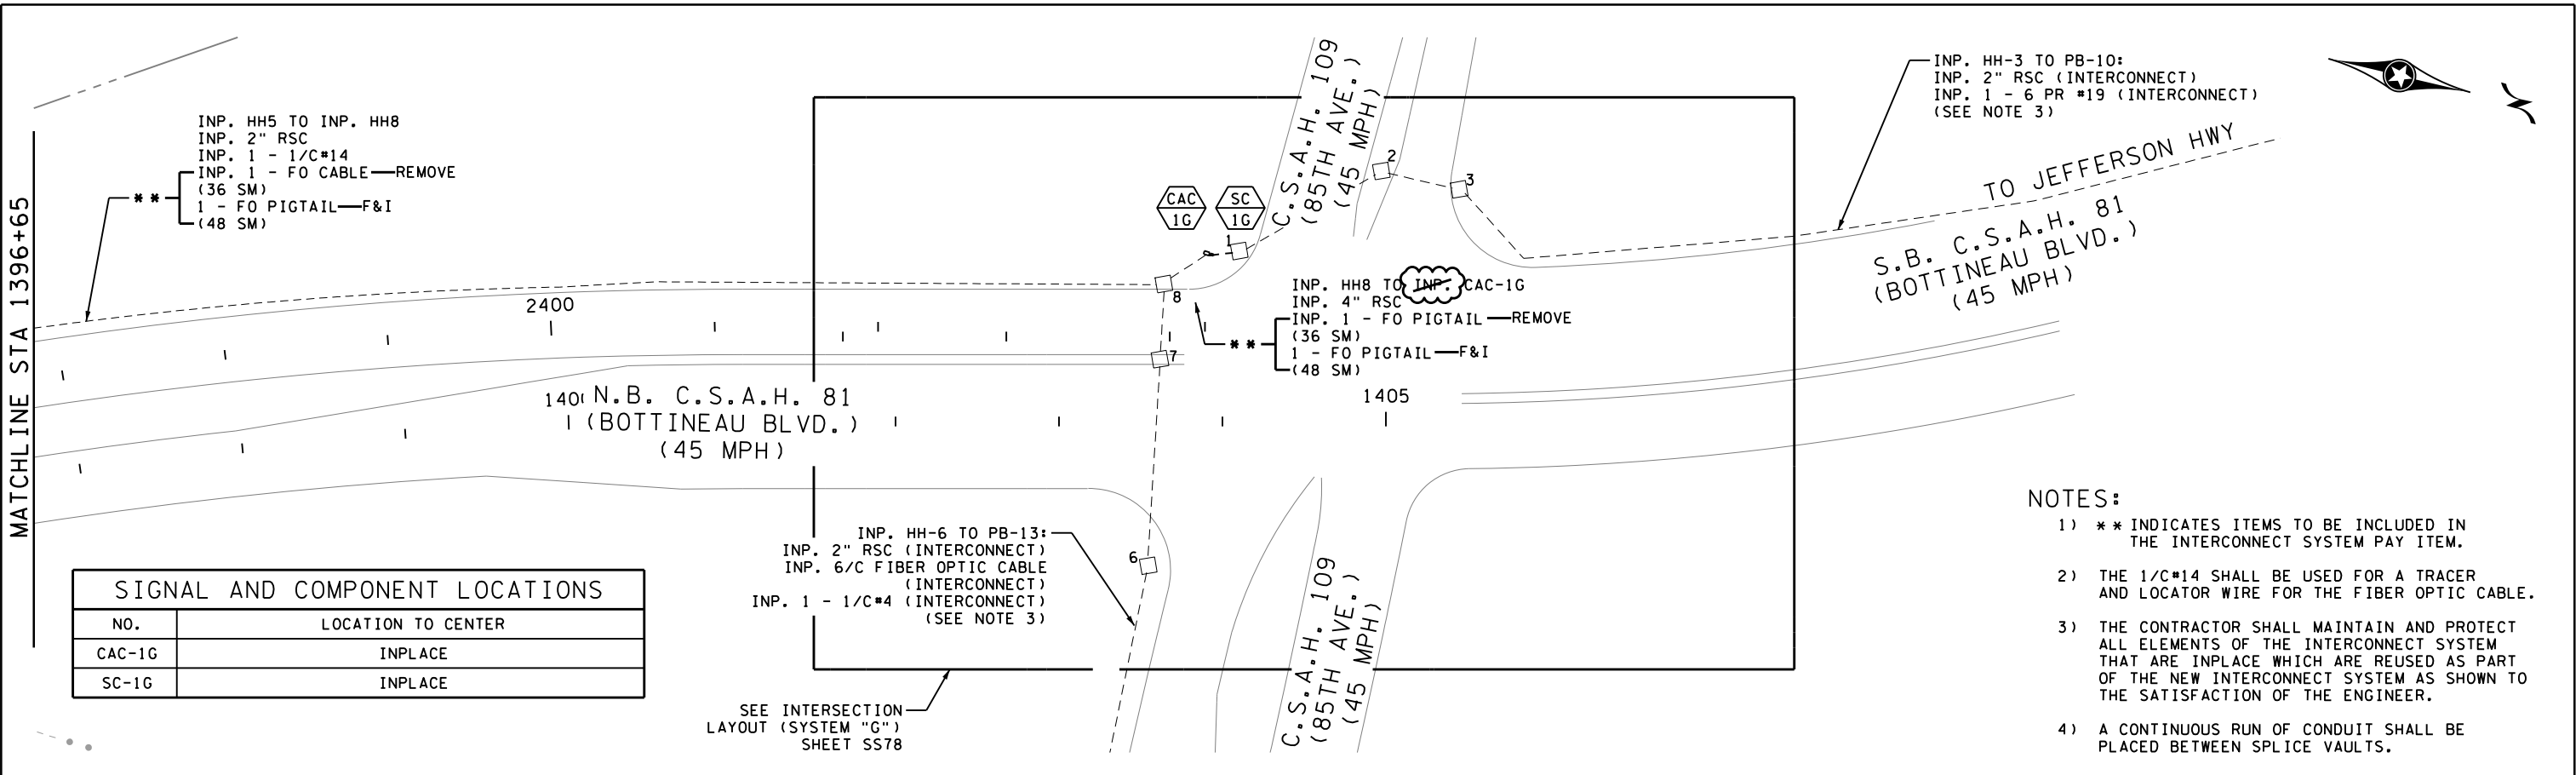 MATCHLINE STA 1396+65
INP. HH5 TO INP. HH8
INP. 2" RSC
INP. 1 - 1/C#14
INP. 1 - FO CABLE—REMOVE
(36 SM)
1 - FO PIGTAIL—F&I
(48 SM)
**
2400
140
N.B. C.S.A.H. 81
(BOTTINEAU BLVD.)
(45 MPH)
CAC
1G
SC
1G
1
2
3
8
7
6
C.S.A.H. 109
(85TH AVE.)
(45 MPH)
INP. HH8 TO INP. CAC-1G
INP. 4" RSC
INP. 1 - FO PIGTAIL—REMOVE
(36 SM)
1 - FO PIGTAIL—F&I
(48 SM)
**
1405
INP. HH-3 TO PB-10:
INP. 2" RSC (INTERCONNECT)
INP. 1 - 6 PR #19 (INTERCONNECT)
(SEE NOTE 3)
TO JEFFERSON HWY
S.B. C.S.A.H. 81
(BOTTINEAU BLVD.)
(45 MPH)
INP. HH-6 TO PB-13:
INP. 2" RSC (INTERCONNECT)
INP. 6/C FIBER OPTIC CABLE
(INTERCONNECT)
INP. 1 - 1/C#4 (INTERCONNECT)
(SEE NOTE 3)
C.S.A.H. 109
(85TH AVE.)
(45 MPH)
SEE INTERSECTION
LAYOUT (SYSTEM "G")
SHEET SS78
SIGNAL AND COMPONENT LOCATIONS
NO. LOCATION TO CENTER
CAC-1G INPLACE
SC-1G INPLACE
NOTES:
1) ** INDICATES ITEMS TO BE INCLUDED IN
THE INTERCONNECT SYSTEM PAY ITEM.
2) THE 1/C#14 SHALL BE USED FOR A TRACER
AND LOCATOR WIRE FOR THE FIBER OPTIC CABLE.
3) THE CONTRACTOR SHALL MAINTAIN AND PROTECT
ALL ELEMENTS OF THE INTERCONNECT SYSTEM
THAT ARE INPLACE WHICH ARE REUSED AS PART
OF THE NEW INTERCONNECT SYSTEM AS SHOWN TO
THE SATISFACTION OF THE ENGINEER.
4) A CONTINUOUS RUN OF CONDUIT SHALL BE
PLACED BETWEEN SPLICE VAULTS.